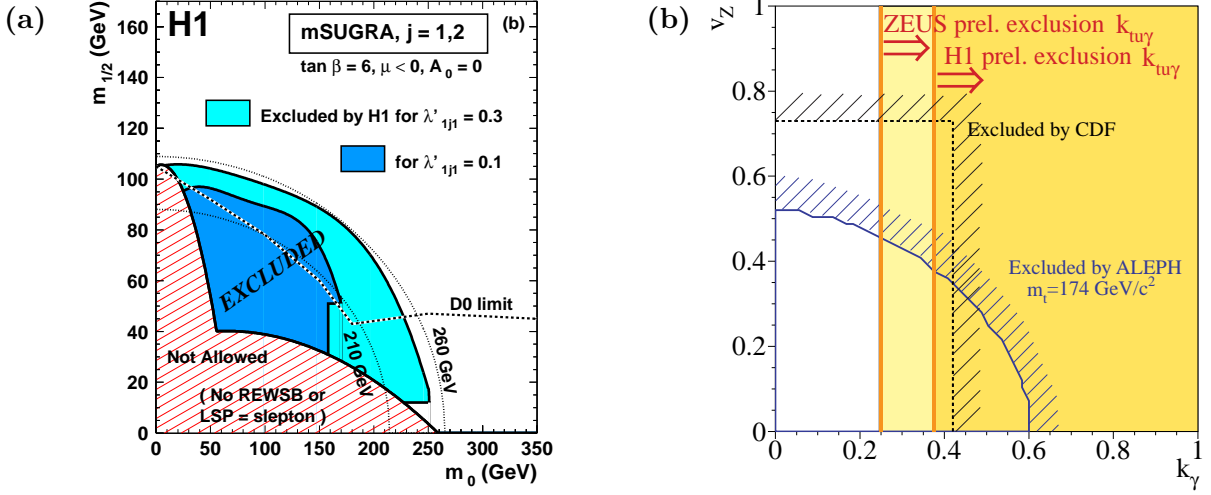 (a)
H1
(b)
mSUGRA, j = 1,2
tan β = 6, μ < 0, A₀ = 0
Excluded by H1 for λ'₁ⱼ₁ = 0.3
for λ'₁ⱼ₁ = 0.1
EXCLUDED
D0 limit
210 GeV
260 GeV
Not Allowed
( No REWSB or
LSP = slepton )
m₁/₂ (GeV)
160
140
120
100
80
60
40
20
0
0 50 100 150 200 250 300 350
m₀ (GeV)
(b)
v_Z
ZEUS prel. exclusion k_tuγ
H1 prel. exclusion k_tuγ
Excluded by CDF
Excluded by ALEPH
mₜ=174 GeV/c²
1
0.8
0.6
0.4
0.2
0
0 0.2 0.4 0.6 0.8 1
k_γ